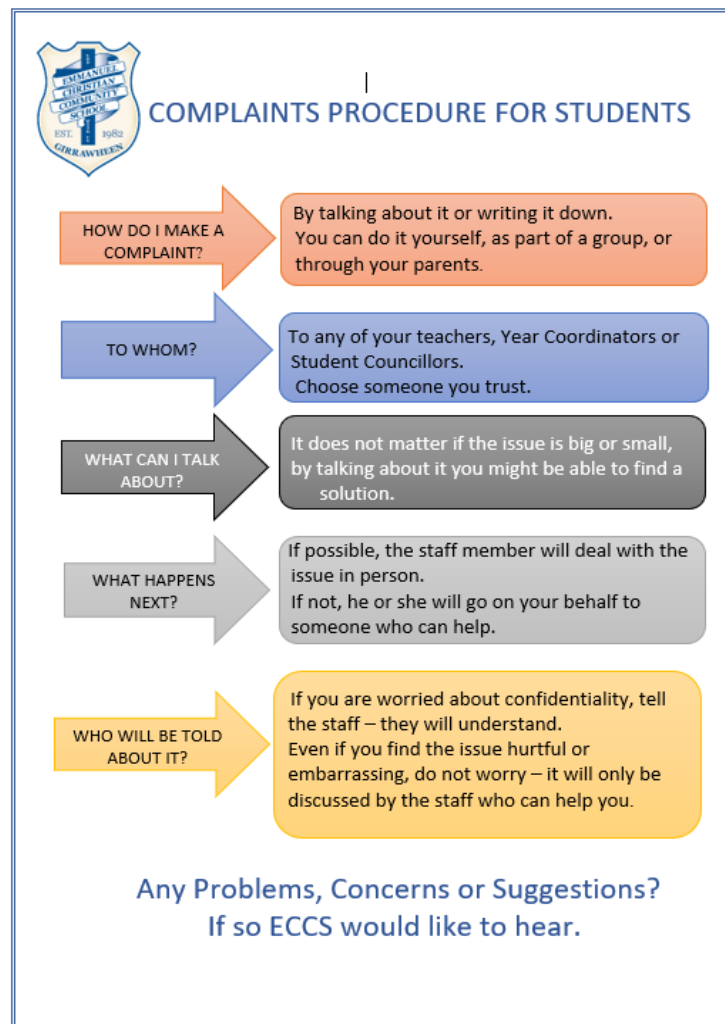 EMMANUEL
CHRISTIAN
COMMUNITY
SCHOOL
EST. 1982
GIRRAWHEEN
COMPLAINTS PROCEDURE FOR STUDENTS
HOW DO I MAKE A
COMPLAINT?
By talking about it or writing it down.
You can do it yourself, as part of a group, or
through your parents.
TO WHOM?
To any of your teachers, Year Coordinators or
Student Councillors.
Choose someone you trust.
WHAT CAN I TALK
ABOUT?
It does not matter if the issue is big or small,
by talking about it you might be able to find a
solution.
WHAT HAPPENS
NEXT?
If possible, the staff member will deal with the
issue in person.
If not, he or she will go on your behalf to
someone who can help.
WHO WILL BE TOLD
ABOUT IT?
If you are worried about confidentiality, tell
the staff – they will understand.
Even if you find the issue hurtful or
embarrassing, do not worry – it will only be
discussed by the staff who can help you.
Any Problems, Concerns or Suggestions?
If so ECCS would like to hear.